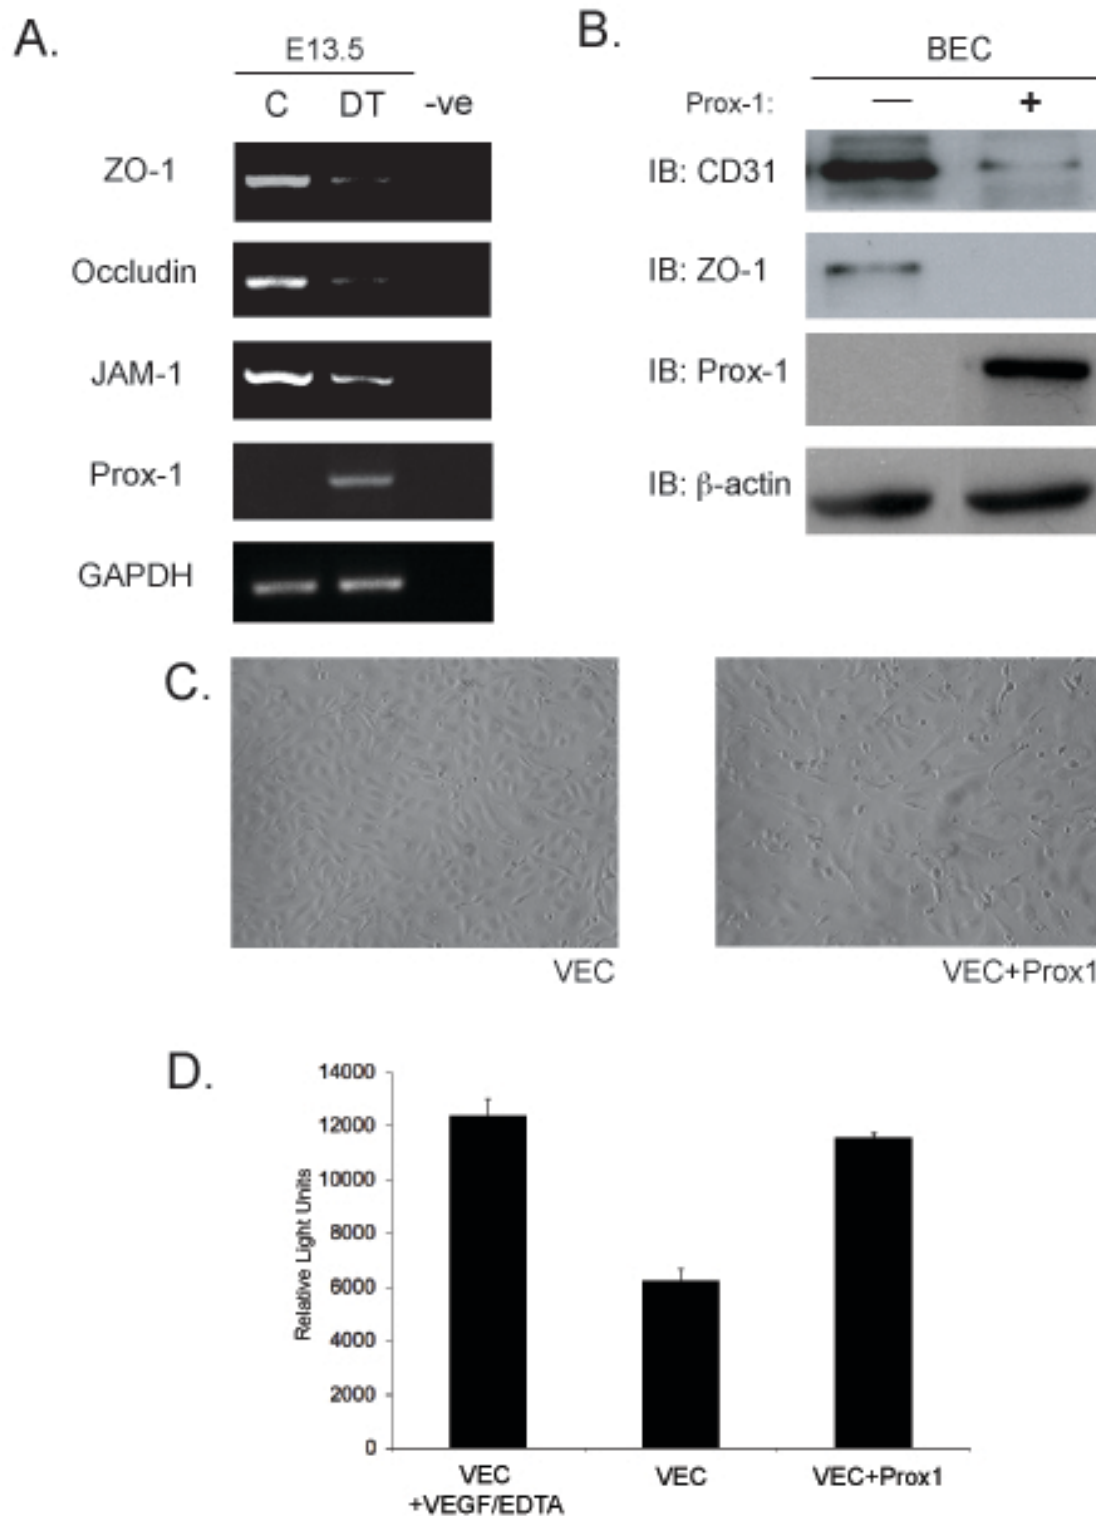 A.
E13.5
C DT -ve
ZO-1
Occludin
JAM-1
Prox-1
GAPDH
B.
BEC
Prox-1: — +
IB: CD31
IB: ZO-1
IB: Prox-1
IB: β-actin
C.
VEC
VEC+Prox1
D.
Relative Light Units
14000
12000
10000
8000
6000
4000
2000
0
VEC
+VEGF/EDTA
VEC
VEC+Prox1